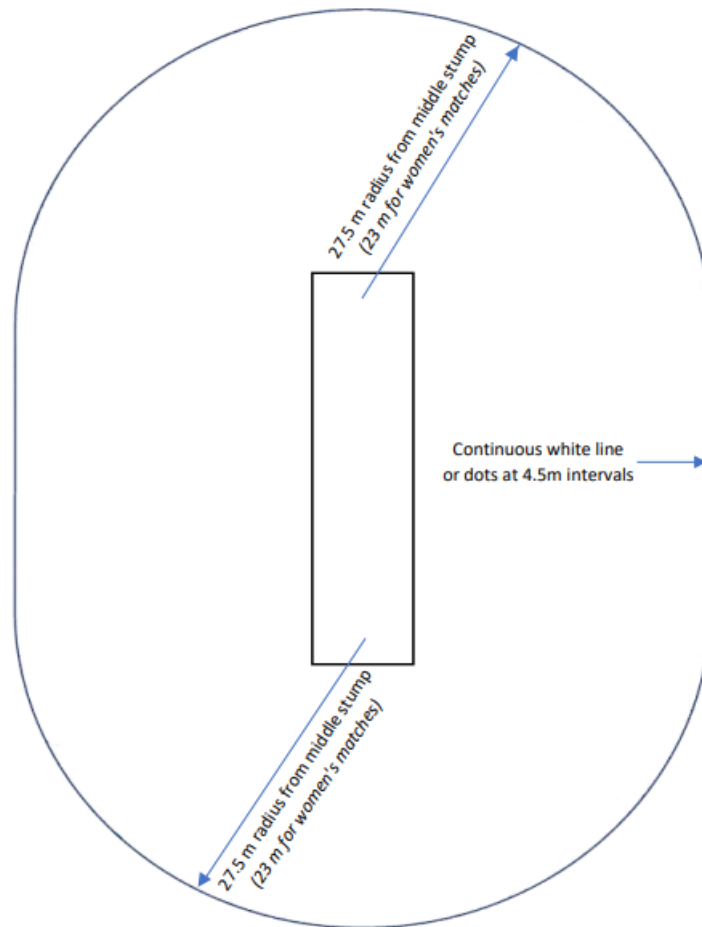 27.5 m radius from middle stump
(23 m for women's matches)
Continuous white line
or dots at 4.5m intervals
27.5 m radius from middle stump
(23 m for women's matches)